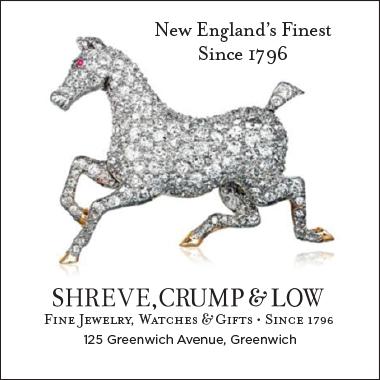 New England's Finest
Since 1796
SHREVE, CRUMP & LOW
Fine Jewelry, Watches & Gifts • Since 1796
125 Greenwich Avenue, Greenwich